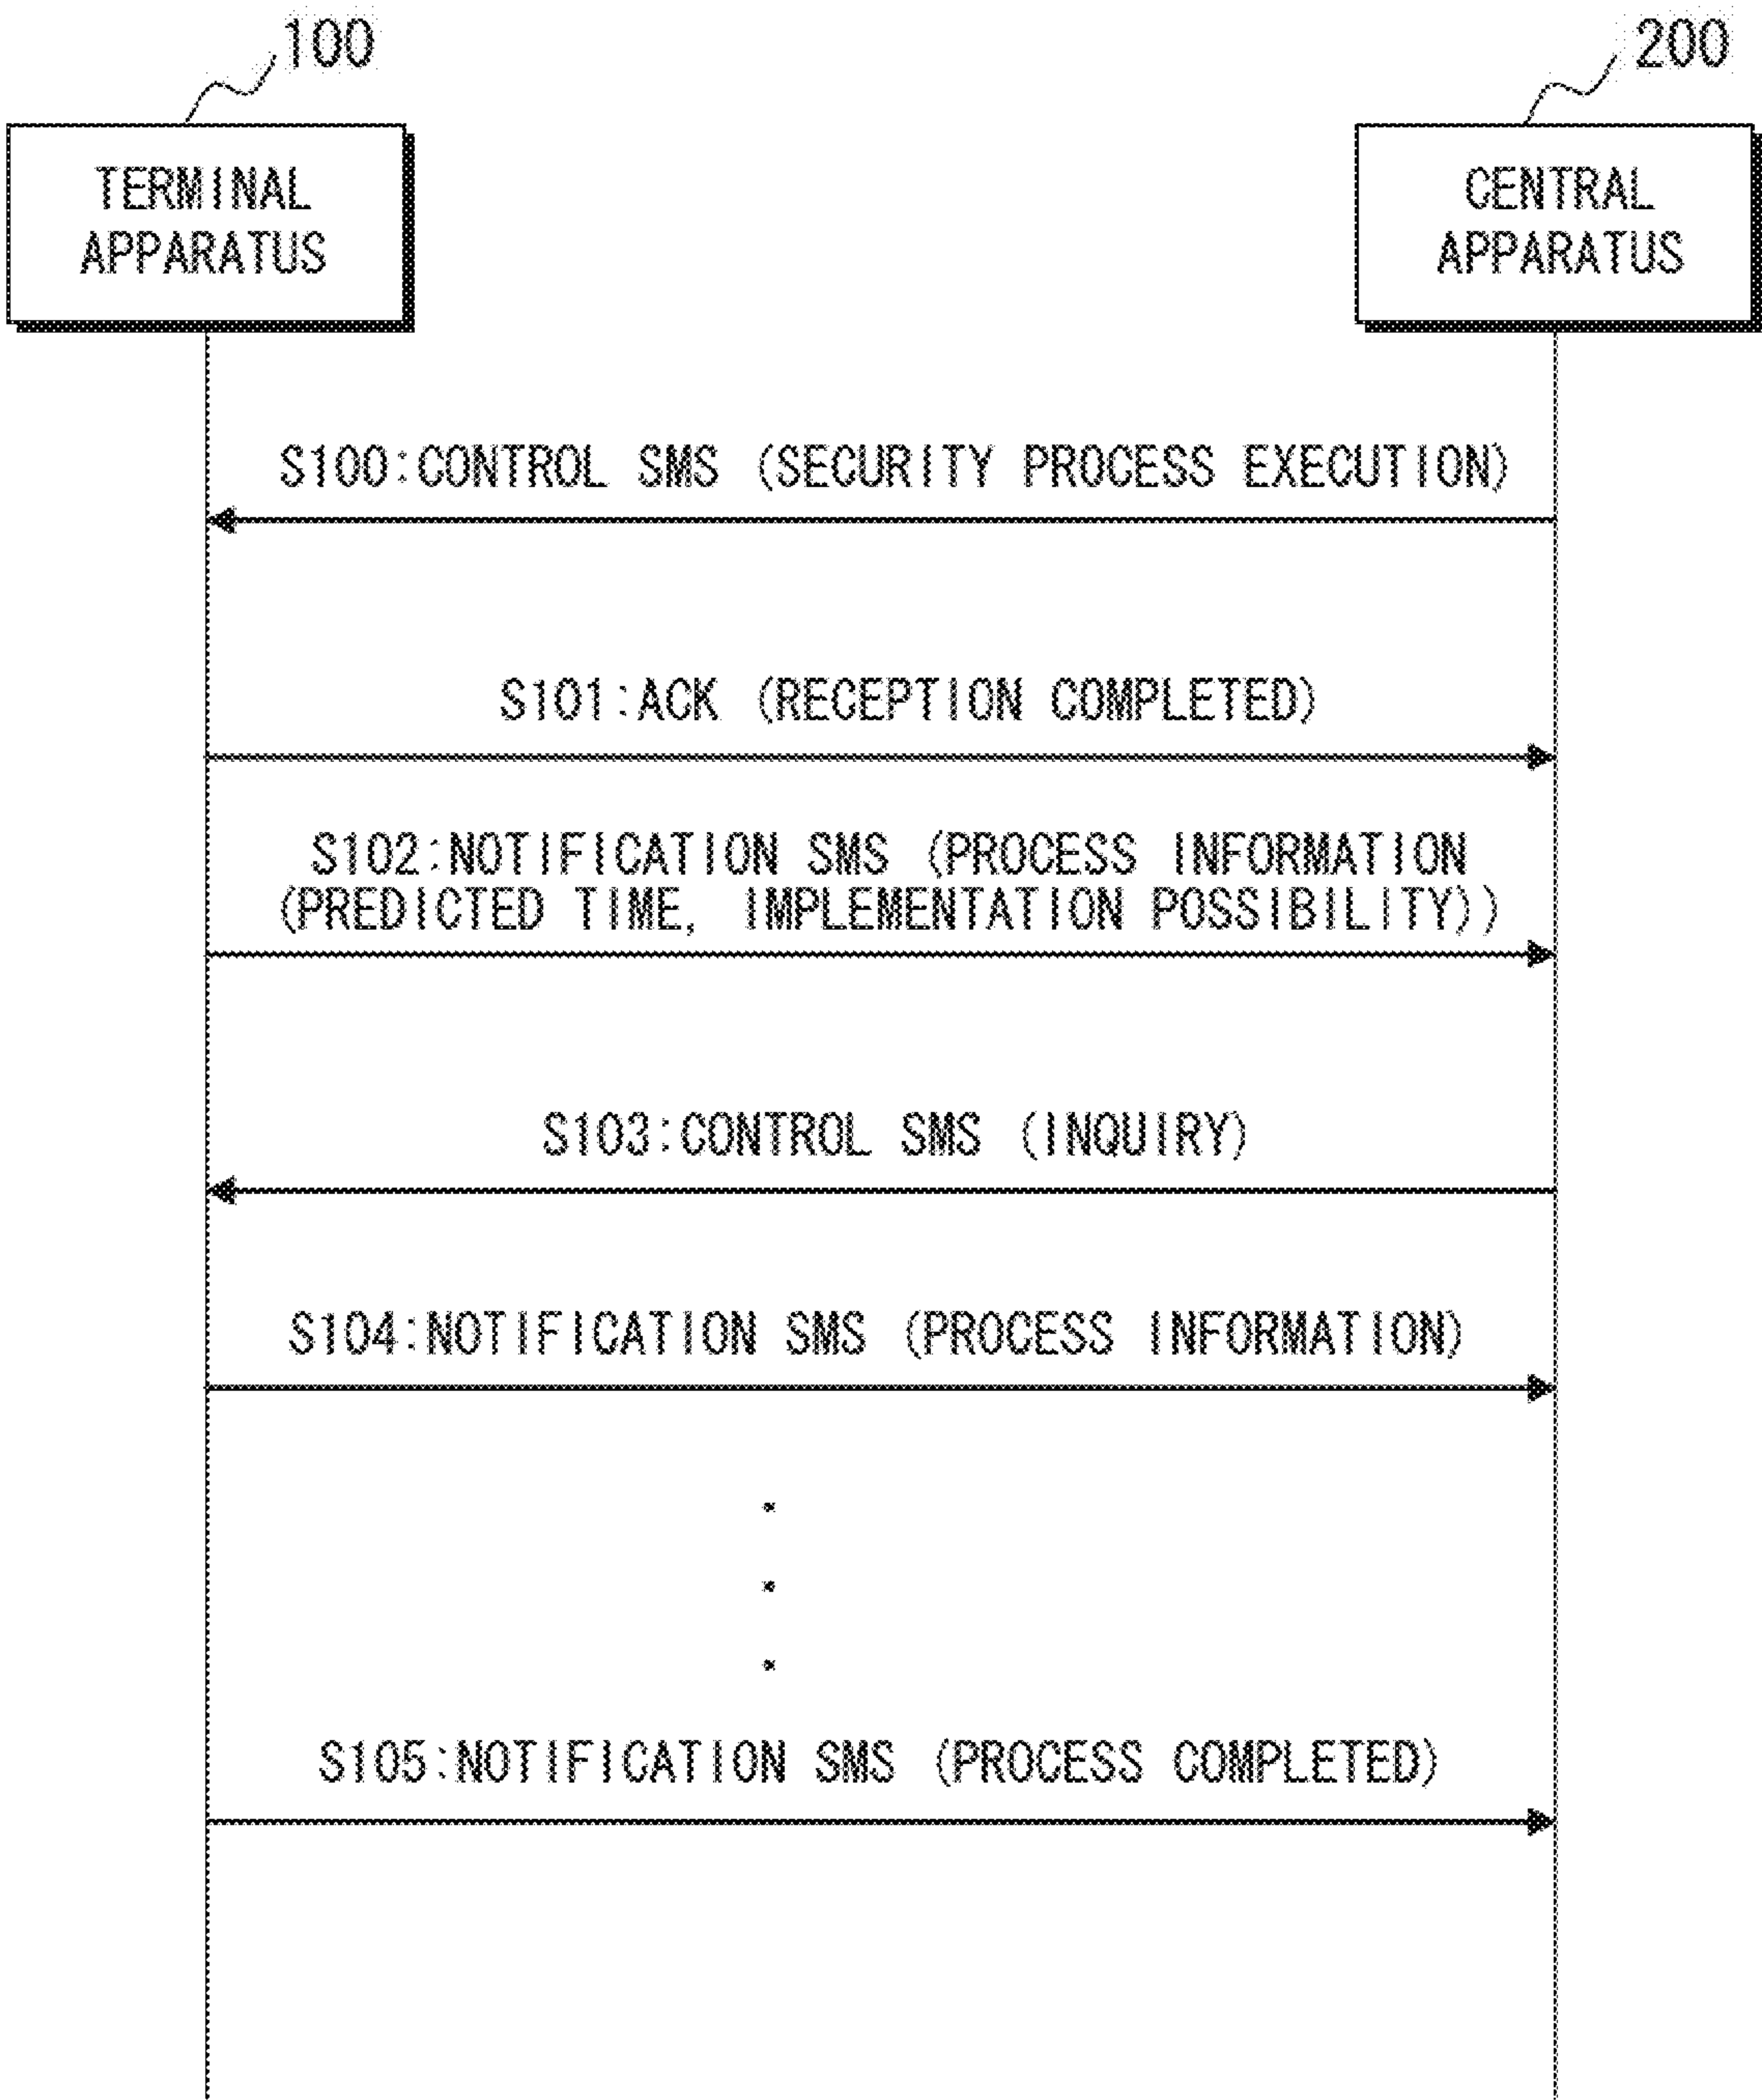 100
200
TERMINAL
APPARATUS
CENTRAL
APPARATUS
S100:CONTROL SMS (SECURITY PROCESS EXECUTION)
S101:ACK (RECEPTION COMPLETED)
S102:NOTIFICATION SMS (PROCESS INFORMATION
(PREDICTED TIME, IMPLEMENTATION POSSIBILITY))
S103:CONTROL SMS (INQUIRY)
S104:NOTIFICATION SMS (PROCESS INFORMATION)
S105:NOTIFICATION SMS (PROCESS COMPLETED)